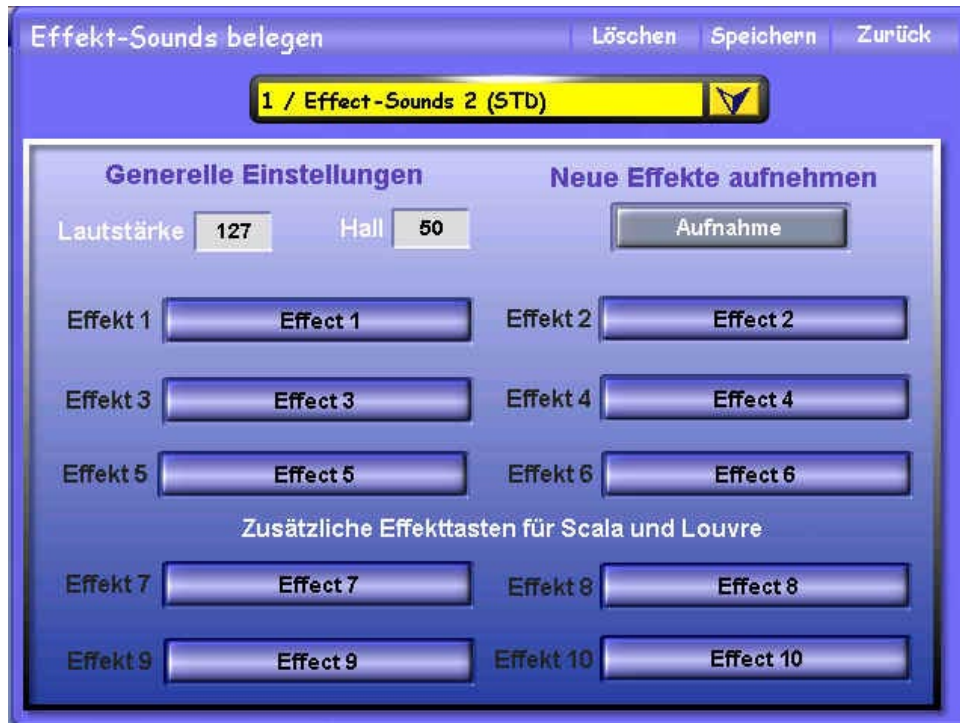 Effekt-Sounds belegen Löschen Speichern Zurück
1 / Effect-Sounds 2 (STD)
Generelle Einstellungen Neue Effekte aufnehmen
Lautstärke 127 Hall 50 Aufnahme
Effekt 1 Effect 1 Effekt 2 Effect 2
Effekt 3 Effect 3 Effekt 4 Effect 4
Effekt 5 Effect 5 Effekt 6 Effect 6
Zusätzliche Effekttasten für Scala und Louvre
Effekt 7 Effect 7 Effekt 8 Effect 8
Effekt 9 Effect 9 Effekt 10 Effect 10